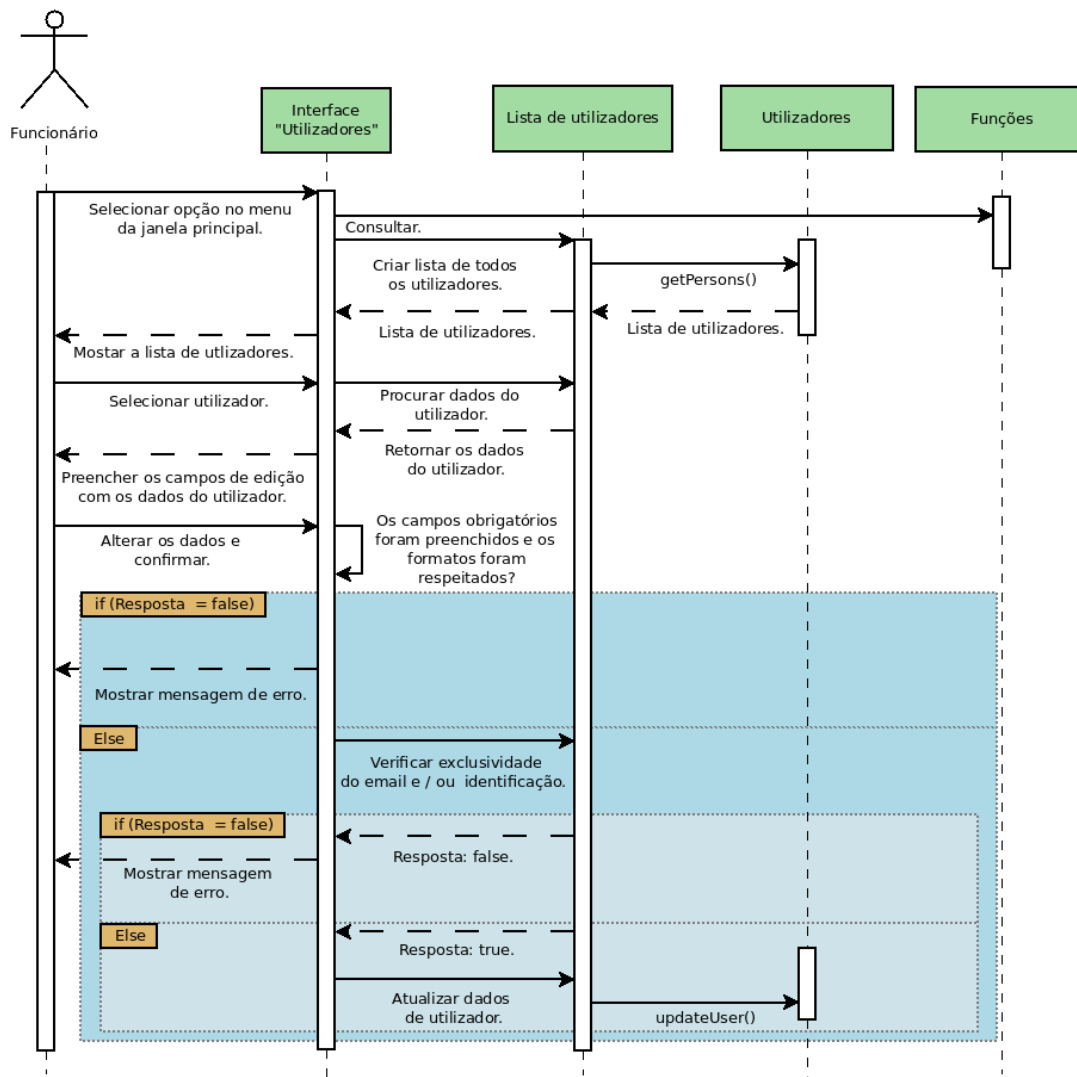 Funcionário
Interface
"Utilizadores"
Lista de utilizadores
Utilizadores
Funções
Selecionar opção no menu
da janela principal.
Consultar.
Criar lista de todos
os utilizadores.
getPersons()
Lista de utilizadores.
Lista de utilizadores.
Mostar a lista de utlizadores.
Selecionar utilizador.
Procurar dados do
utilizador.
Retornar os dados
do utilizador.
Preencher os campos de edição
com os dados do utilizador.
Alterar os dados e
confirmar.
Os campos obrigatórios
foram preenchidos e os
formatos foram
respeitados?
if (Resposta  = false)
Mostrar mensagem de erro.
Else
Verificar exclusividade
do email e / ou  identificação.
if (Resposta  = false)
Resposta: false.
Mostrar mensagem
de erro.
Else
Resposta: true.
Atualizar dados
de utilizador.
updateUser()